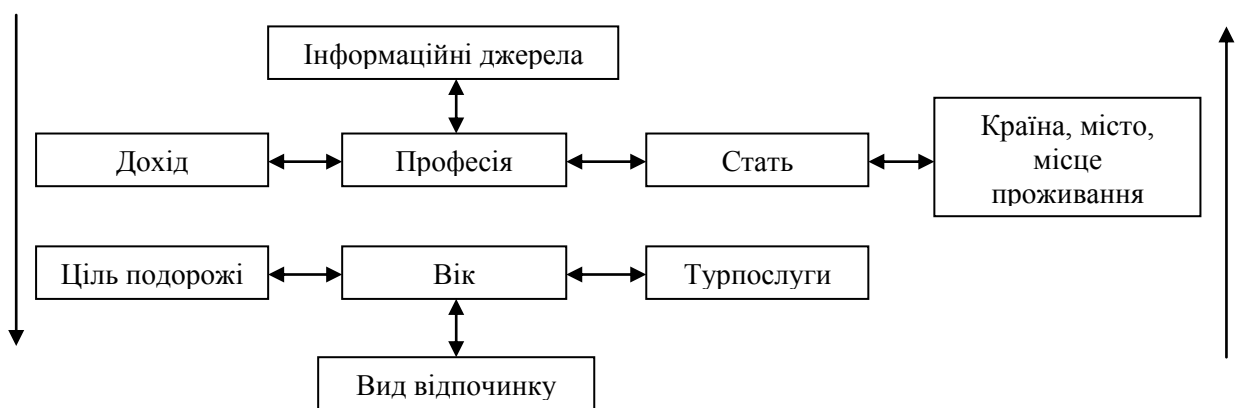 Інформаційні джерела
Дохід
Професія
Стать
Країна, місто,
місце
проживання
Ціль подорожі
Вік
Турпослуги
Вид відпочинку